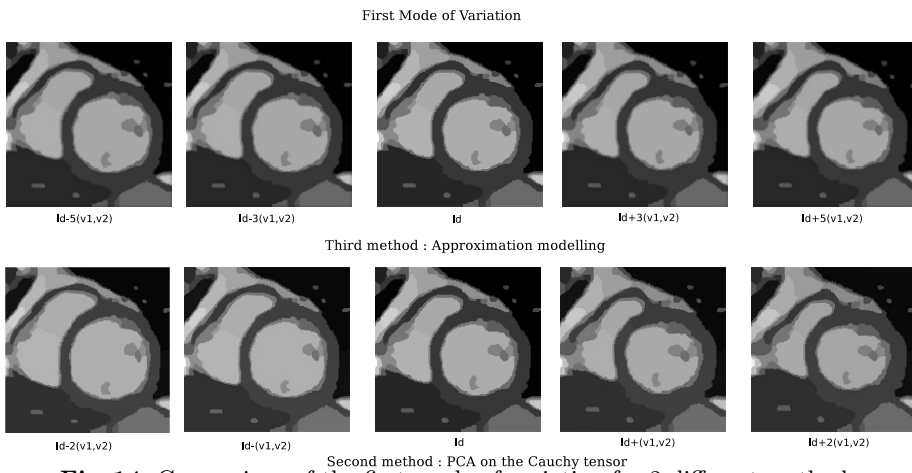 First Mode of Variation
Id-5(v1,v2) Id-3(v1,v2) Id Id+3(v1,v2) Id+5(v1,v2)
Third method : Approximation modelling
Id-2(v1,v2) Id-(v1,v2) Id Id+(v1,v2) Id+2(v1,v2)
Second method : PCA on the Cauchy tensor
Fig. 14.